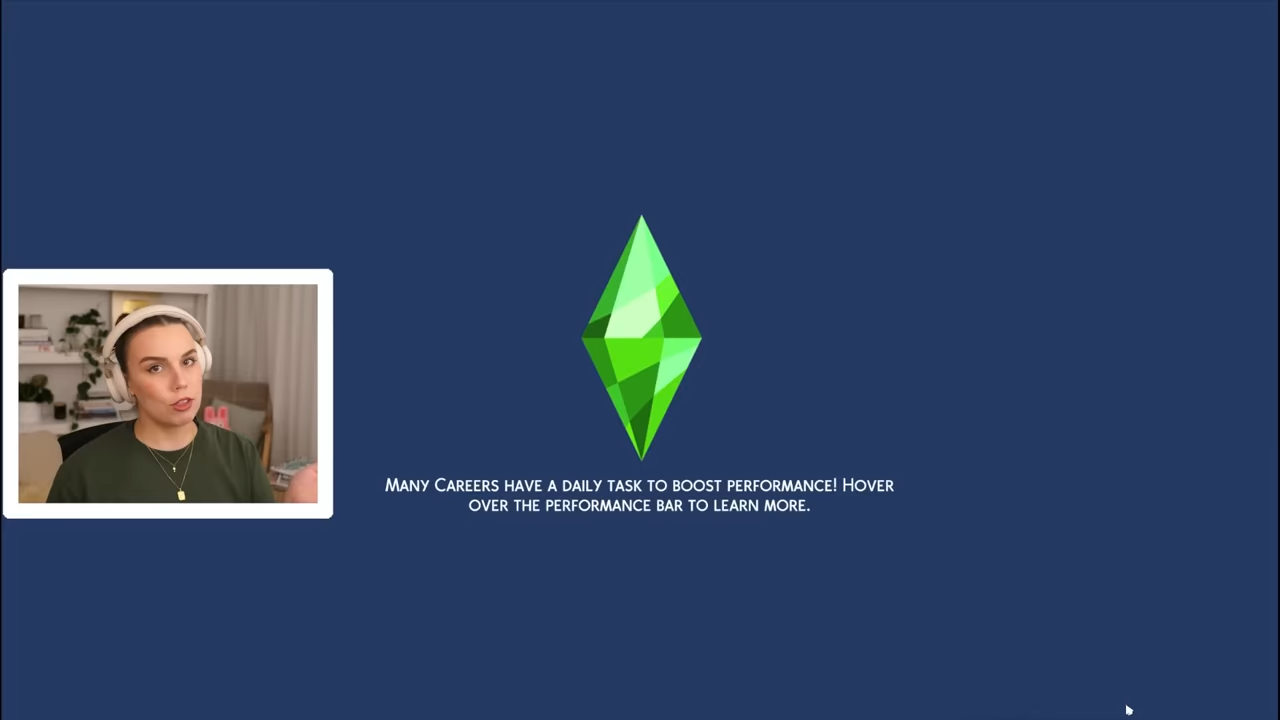 Many Careers have a daily task to boost performance! Hover
over the performance bar to learn more.